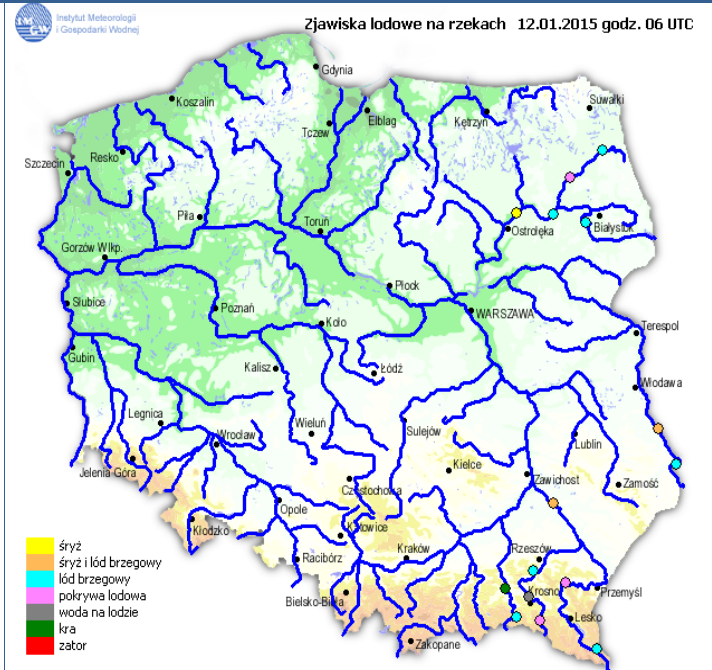 Instytut Meteorologii
i Gospodarki Wodnej
Zjawiska lodowe na rzekach 12.01.2015 godz. 06 UTC
Gdynia
Koszalin
Suwałki
Tczew
Elbląg
Kętrzyn
Szczecin
Resko
Piła
Toruń
Ostrołęka
Białystok
Gorzów Wlkp.
Płock
Słubice
Poznań
Koło
WARSZAWA
Terespol
Gubin
Kalisz
Łódź
Włodawa
Legnica
Wrocław
Wieluń
Sulejów
Lublin
Jelenia Góra
Kielce
Zawichost
Zamość
Częstochowa
Opole
Kłodzko
Katowice
Kraków
Rzeszów
Racibórz
Bielsko-Biała
Krosno
Przemyśl
Lesko
Zakopane
śryż
śryż i lód brzegowy
lód brzegowy
pokrywa lodowa
woda na lodzie
kra
zator